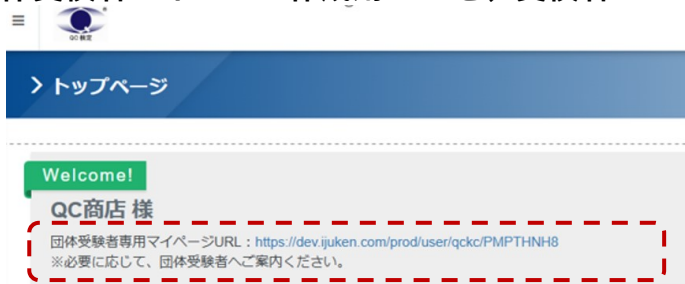 QC検定
トップページ
Welcome!
QC商店 様
団体受験者専用マイページURL：https://dev.ijuken.com/prod/user/qckc/PMPTHNH8
※必要に応じて、団体受験者へご案内ください。